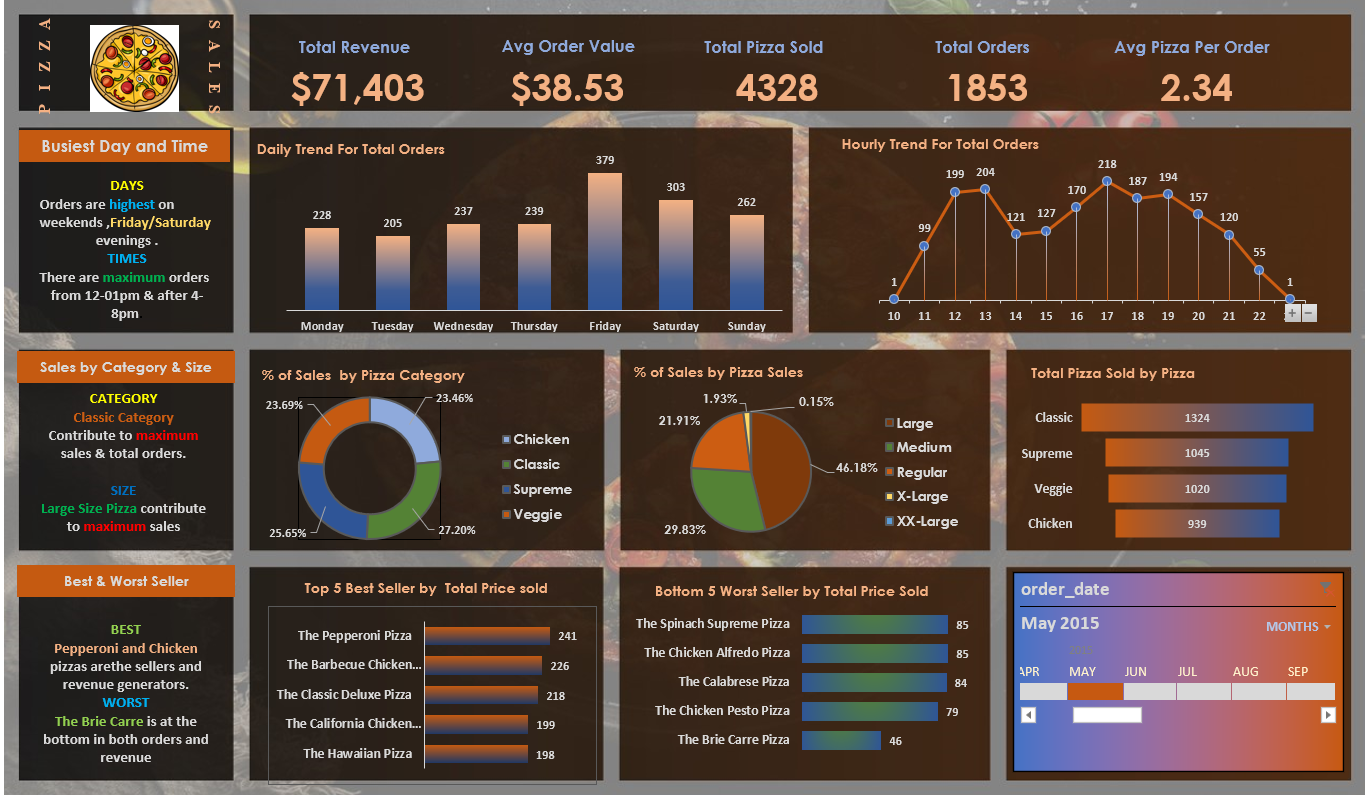 PIZZA
SALES
Total Revenue
$71,403
Avg Order Value
$38.53
Total Pizza Sold
4328
Total Orders
1853
Avg Pizza Per Order
2.34
Busiest Day and Time
DAYS
Orders are highest on
weekends ,Friday/Saturday
evenings .
TIMES
There are maximum orders
from 12-01pm & after 4-
8pm.
Daily Trend For Total Orders
228
205
237
239
379
303
262
Monday Tuesday Wednesday Thursday Friday Saturday Sunday
Hourly Trend For Total Orders
1
99
199
204
121
127
170
218
187
194
157
120
55
1
10 11 12 13 14 15 16 17 18 19 20 21 22
+ −
Sales by Category & Size
CATEGORY
Classic Category
Contribute to maximum
sales & total orders.
SIZE
Large Size Pizza contribute
to maximum sales
% of Sales by Pizza Category
23.69%
23.46%
25.65%
27.20%
Chicken
Classic
Supreme
Veggie
% of Sales by Pizza Sales
1.93%
0.15%
21.91%
46.18%
29.83%
Large
Medium
Regular
X-Large
XX-Large
Total Pizza Sold by Pizza
Classic 1324
Supreme 1045
Veggie 1020
Chicken 939
Best & Worst Seller
BEST
Pepperoni and Chicken
pizzas arethe sellers and
revenue generators.
WORST
The Brie Carre is at the
bottom in both orders and
revenue
Top 5 Best Seller by Total Price sold
The Pepperoni Pizza 241
The Barbecue Chicken... 226
The Classic Deluxe Pizza 218
The California Chicken... 199
The Hawaiian Pizza 198
Bottom 5 Worst Seller by Total Price Sold
The Spinach Supreme Pizza 85
The Chicken Alfredo Pizza 85
The Calabrese Pizza 84
The Chicken Pesto Pizza 79
The Brie Carre Pizza 46
order_date
May 2015
MONTHS
2015
APR MAY JUN JUL AUG SEP